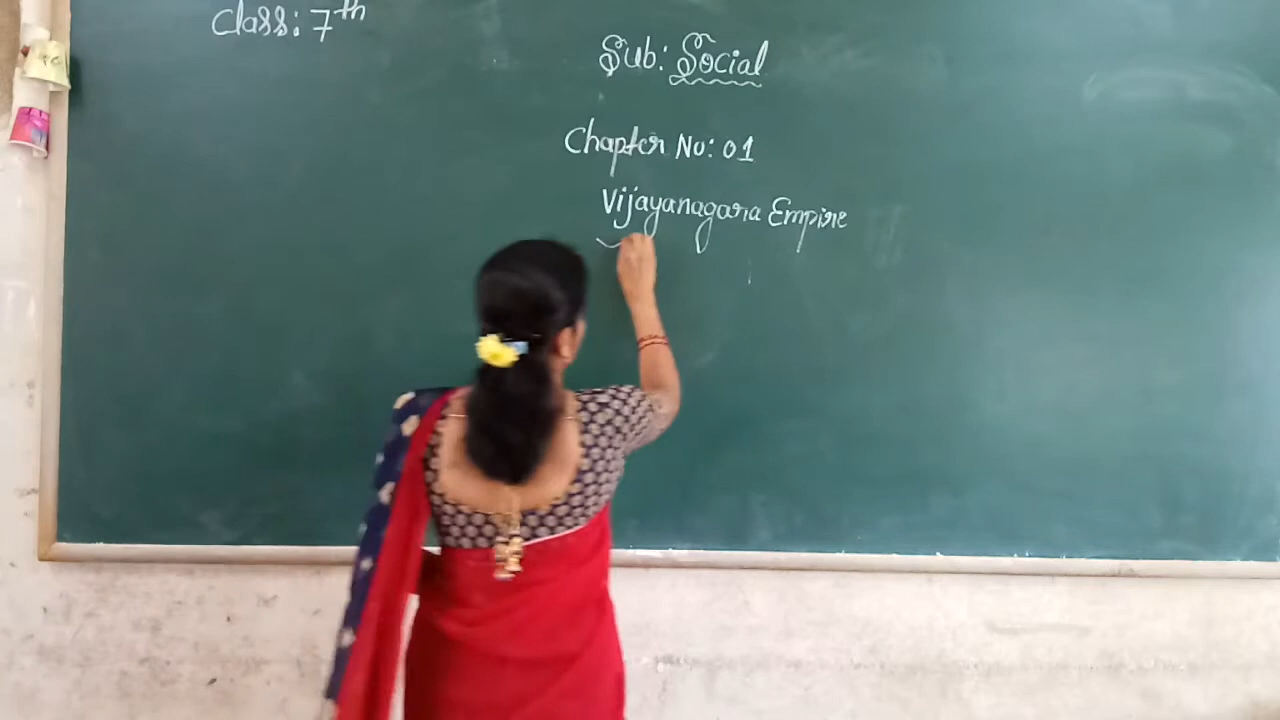 Class: 7th
Sub: Social
Chapter No: 01
Vijayanagara Empire